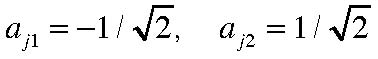 a_{j1} = −1 / √2,   a_{j2} = 1 / √2